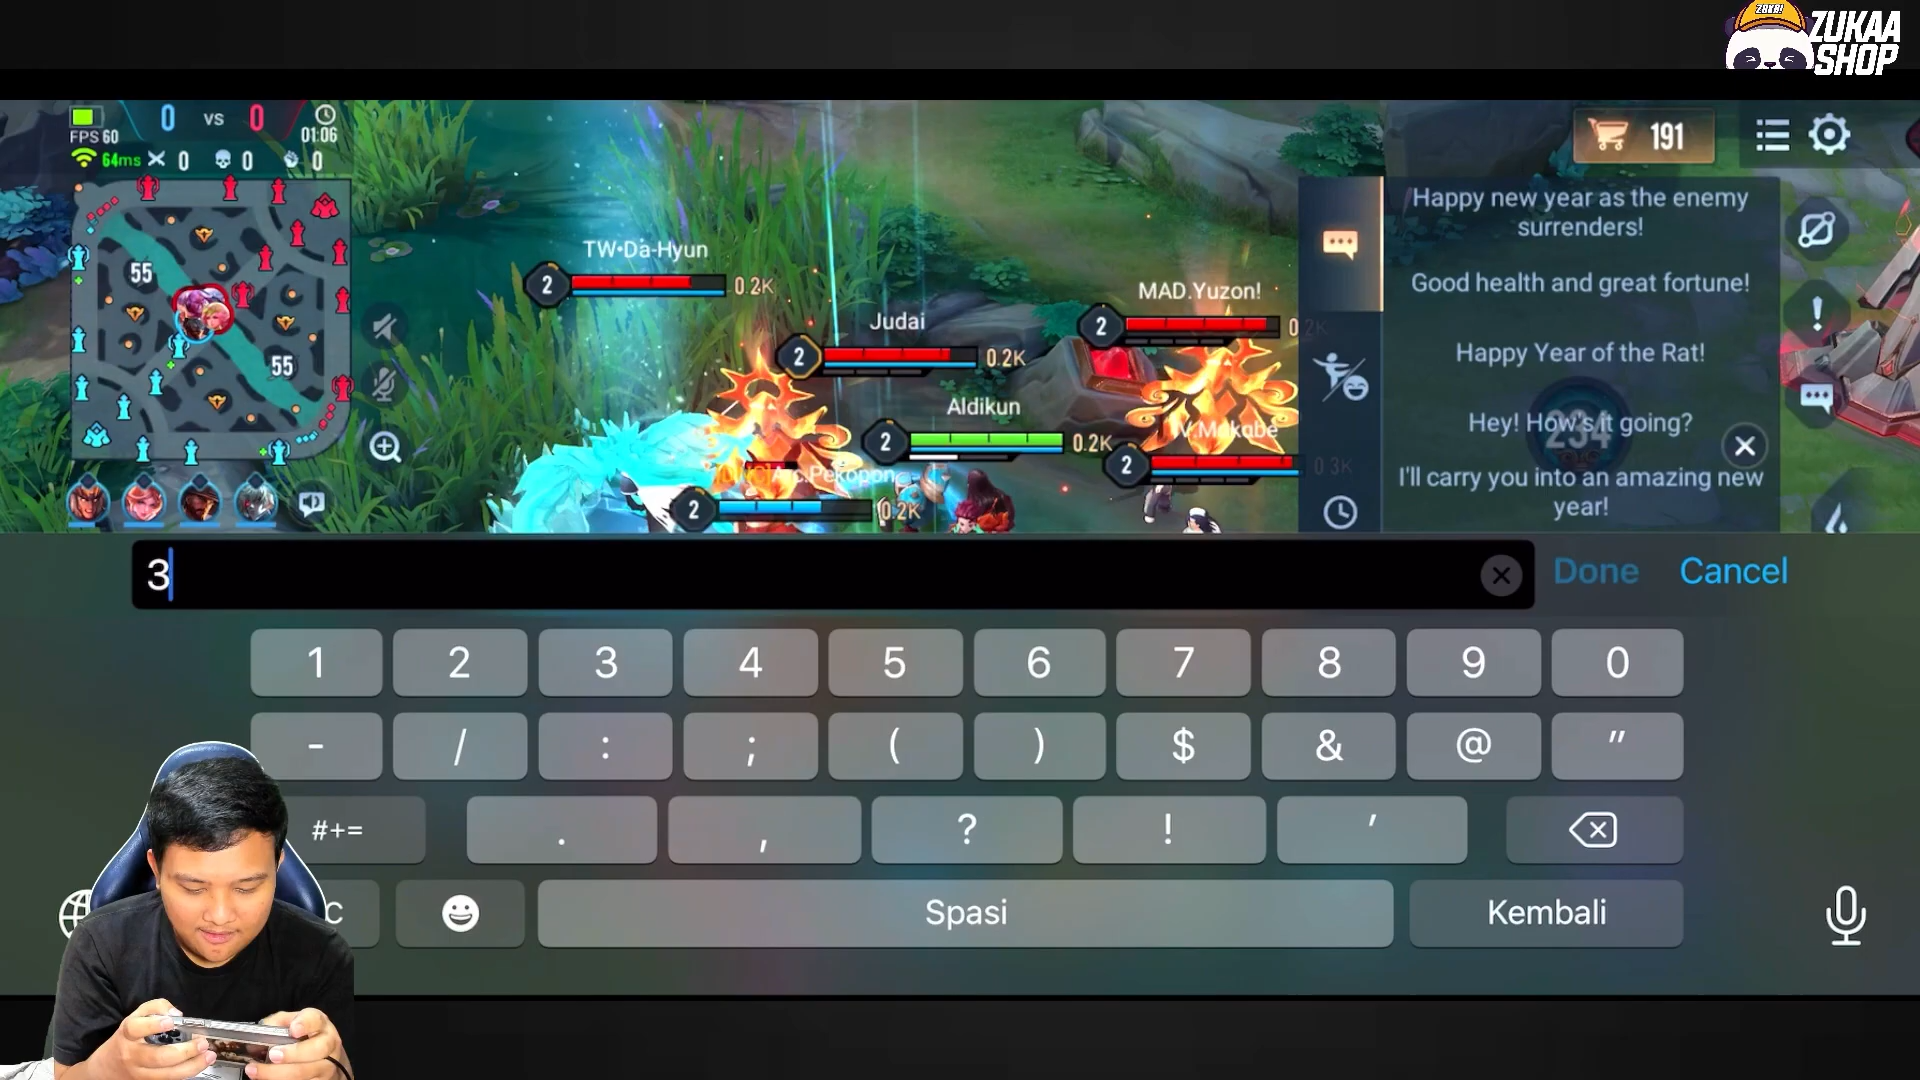 ZUKAA
SHOP
0 vs 0
01:06
FPS 60
64ms 0 0 0
191
55
55
TW•Da-Hyun
2 0.2K
Judai
2 0.2K
MAD.Yuzon!
2
Aldikun
2 0.2K
2 0.3K
2 0.2K
Happy new year as the enemy
surrenders!
Good health and great fortune!
Happy Year of the Rat!
Hey! How's it going?
234
I'll carry you into an amazing new
year!
3
Done Cancel
1 2 3 4 5 6 7 8 9 0
- / : ; ( ) $ & @ "
#+= . , ? ! '
C Spasi Kembali